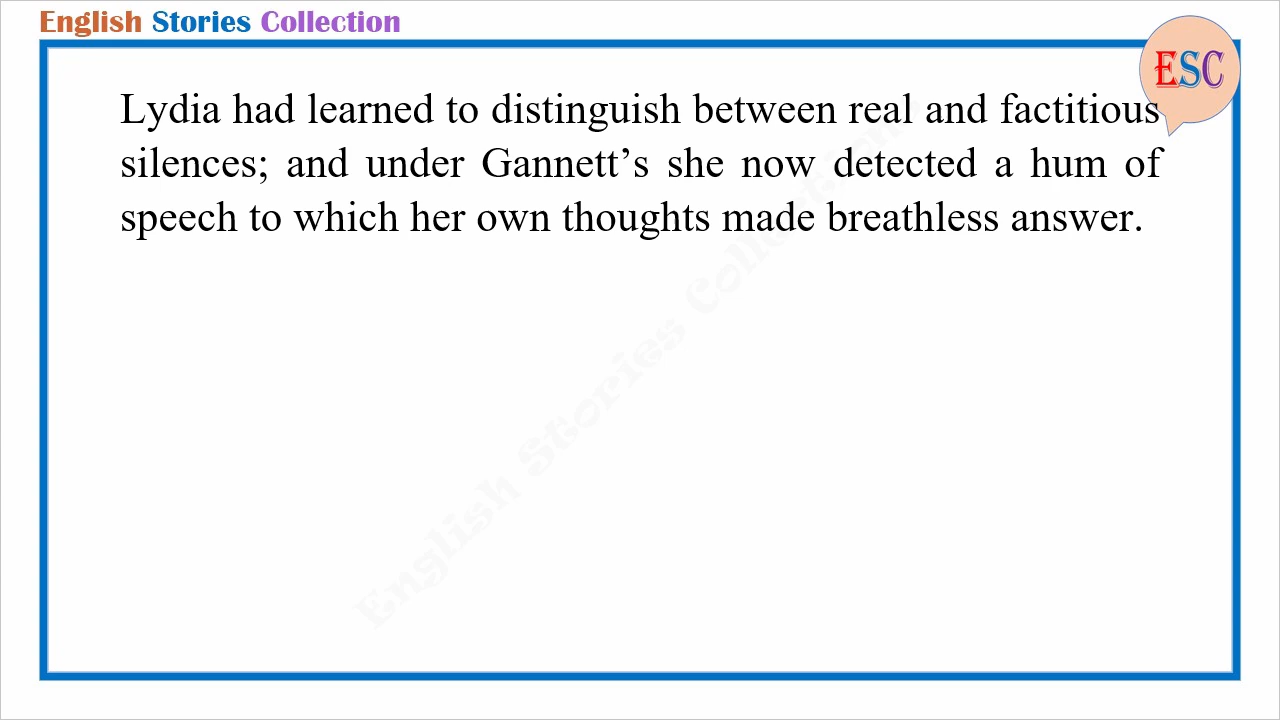 English Stories Collection
ESC
Lydia had learned to distinguish between real and factitious
silences; and under Gannett’s she now detected a hum of
speech to which her own thoughts made breathless answer.
English Stories Collection